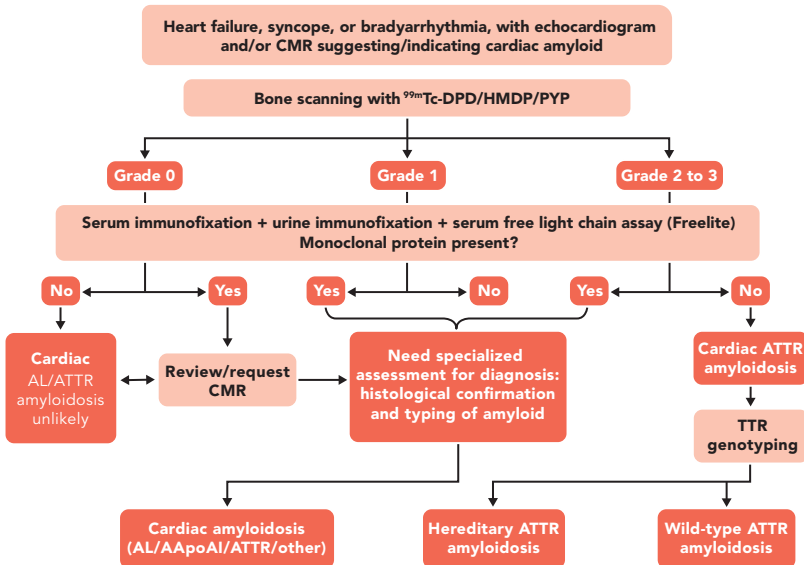 Heart failure, syncope, or bradyarrhythmia, with echocardiogram
and/or CMR suggesting/indicating cardiac amyloid
Bone scanning with ⁹⁹ᵐTc-DPD/HMDP/PYP
Grade 0
Grade 1
Grade 2 to 3
Serum immunofixation + urine immunofixation + serum free light chain assay (Freelite)
Monoclonal protein present?
No
Yes
Yes
No
Yes
No
Cardiac
AL/ATTR
amyloidosis
unlikely
Review/request
CMR
Need specialized
assessment for diagnosis:
histological confirmation
and typing of amyloid
Cardiac ATTR
amyloidosis
TTR
genotyping
Cardiac amyloidosis
(AL/AApoAI/ATTR/other)
Hereditary ATTR
amyloidosis
Wild-type ATTR
amyloidosis